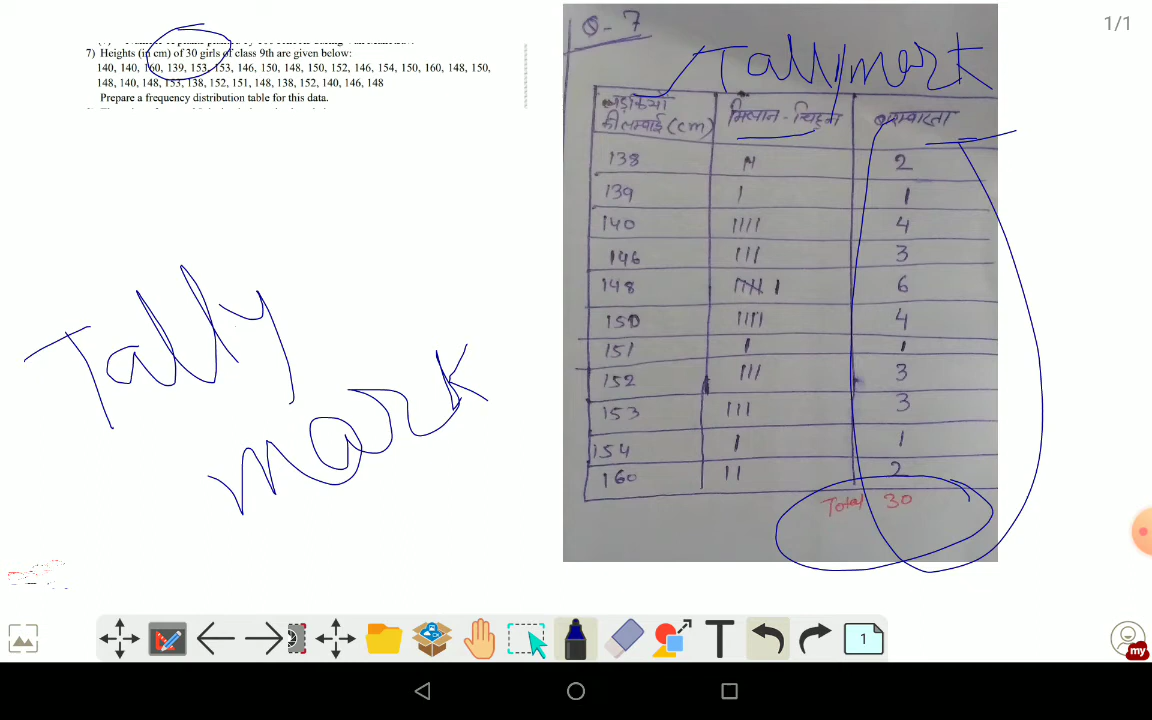 1/1
7) Heights (in cm) of 30 girls of class 9th are given below:
140, 140, 160, 139, 153, 153, 146, 150, 148, 150, 152, 146, 154, 150, 160, 148, 150,
148, 140, 148, 153, 138, 152, 151, 148, 138, 152, 140, 146, 148
Prepare a frequency distribution table for this data.
Tally
mark
Q-7
Tally mark
लड़कियों की लम्बाई (cm) मिलान-चिह्न बारम्बारता
138 || 2
139 | 1
140 |||| 4
146 ||| 3
148 |||| | 6
150 |||| 4
151 | 1
152 ||| 3
153 ||| 3
154 | 1
160 || 2
Total 30
T
1
my